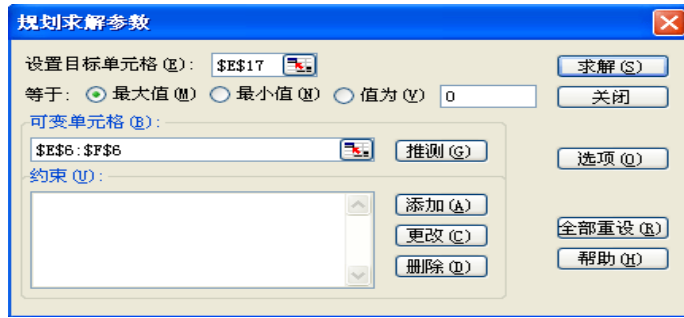 规划求解参数
设置目标单元格(E): $E$17 求解(S)
等于: 最大值(M) 最小值(N) 值为(V) 0 关闭
可变单元格(B):
$E$6:$F$6 推测(G) 选项(O)
约束(U):
添加(A)
更改(C) 全部重设(R)
删除(D) 帮助(H)